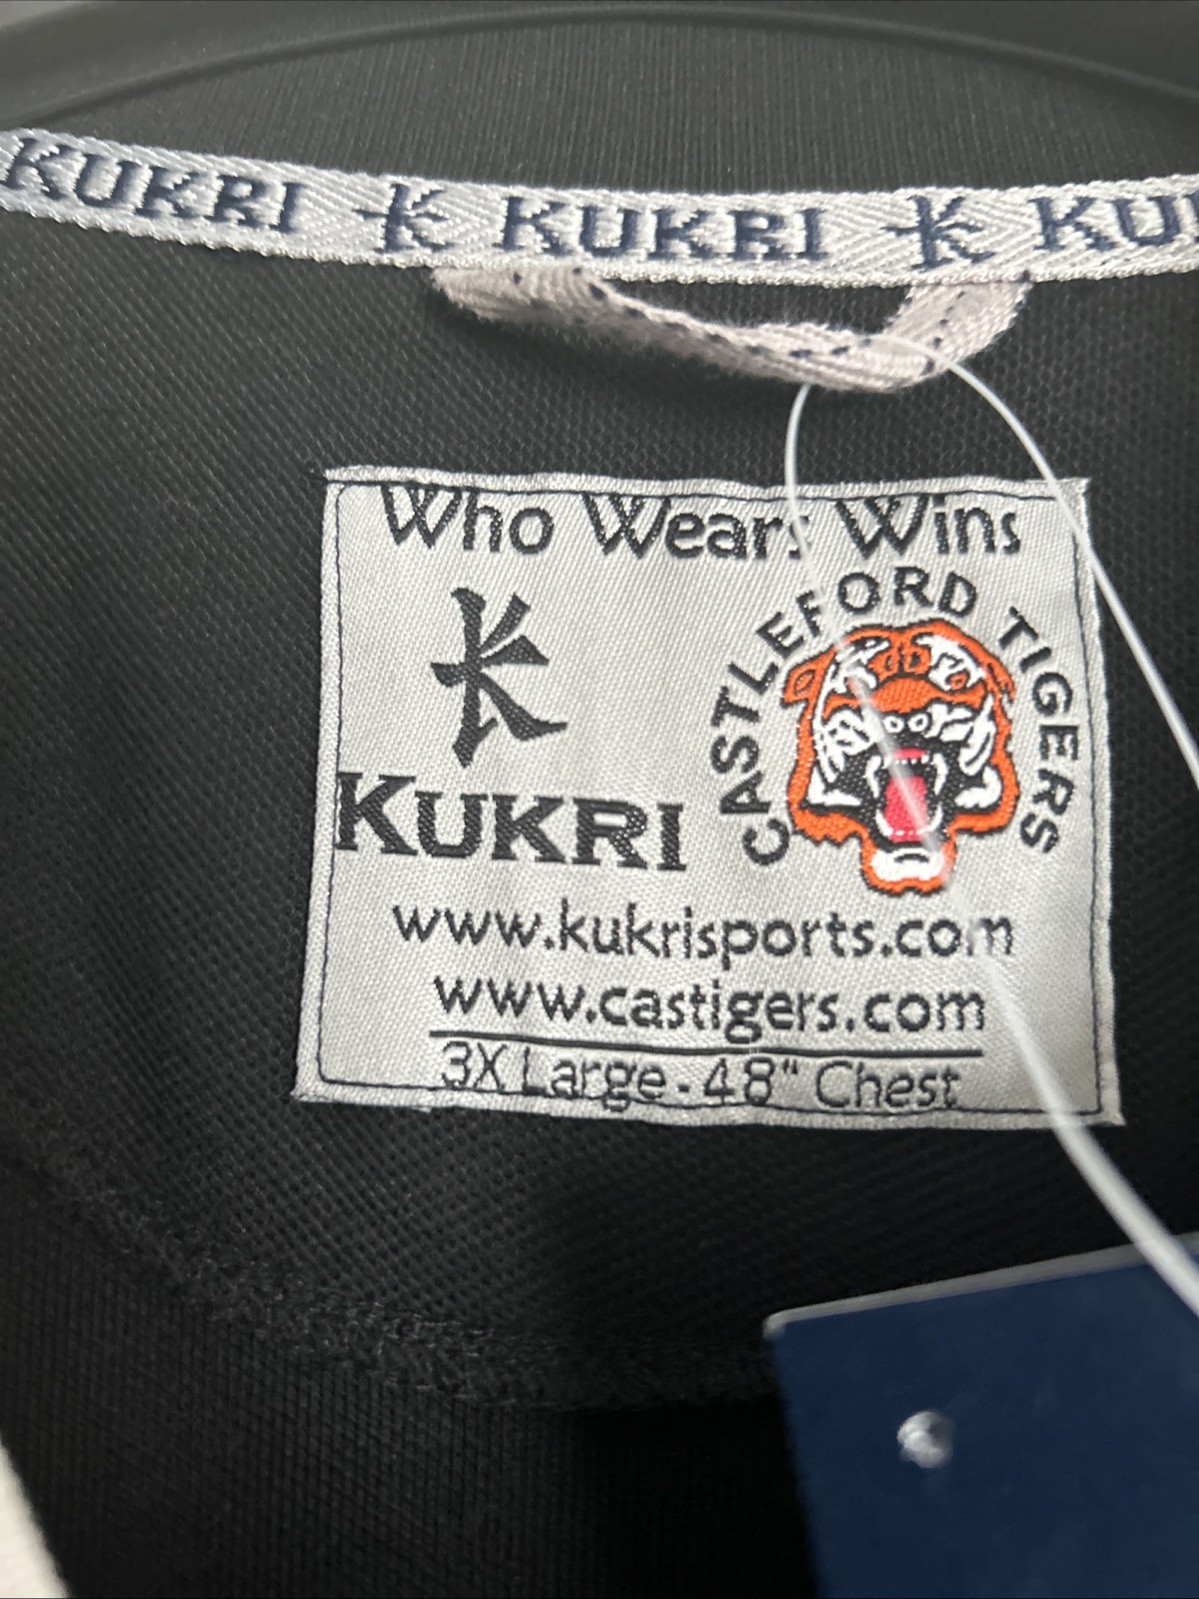 KUKRI KUKRI KU
Who Wears Wins
CASTLEFORD TIGERS
KUKRI
www.kukrisports.com
www.castigers.com
3X Large - 48" Chest